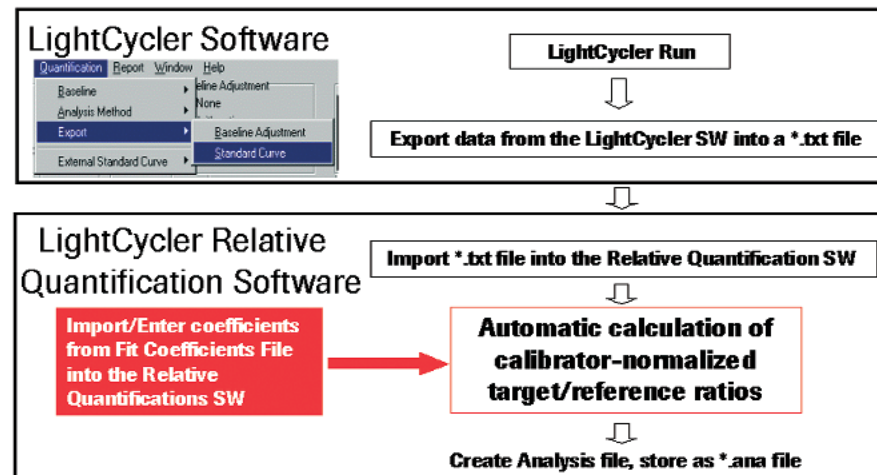 LightCycler Software
Quantification Report Window Help
Baseline
Analysis Method
Export
External Standard Curve
eline Adjustment
None
Baseline Adjustment
Standard Curve
LightCycler Run
Export data from the LightCycler SW into a *.txt file
LightCycler Relative
Quantification Software
Import *.txt file into the Relative Quantification SW
Import/Enter coefficients
from Fit Coefficients File
into the Relative
Quantifications SW
Automatic calculation of
calibrator-normalized
target/reference ratios
Create Analysis file, store as *.ana file